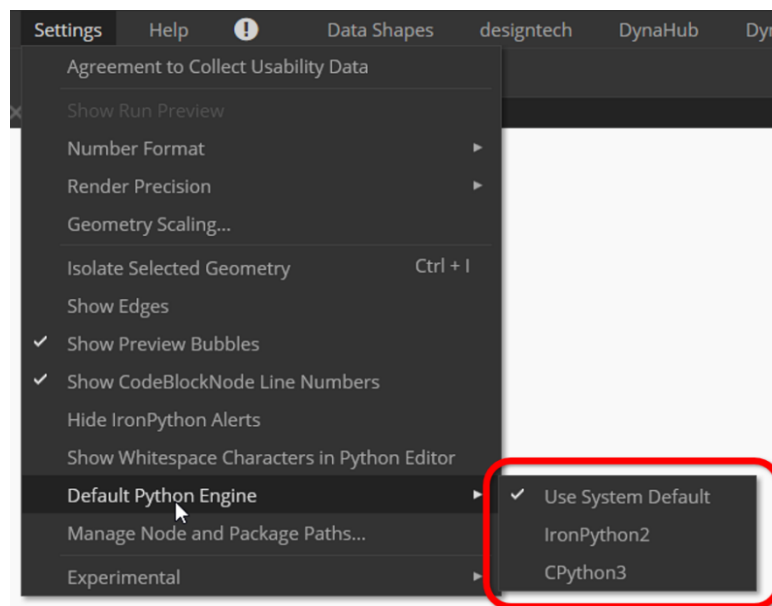 Settings Help ! Data Shapes designtech DynaHub
Agreement to Collect Usability Data
Show Run Preview
Number Format
Render Precision
Geometry Scaling...
Isolate Selected Geometry Ctrl + I
Show Edges
Show Preview Bubbles
Show CodeBlockNode Line Numbers
Hide IronPython Alerts
Show Whitespace Characters in Python Editor
Default Python Engine
Use System Default
IronPython2
CPython3
Manage Node and Package Paths...
Experimental